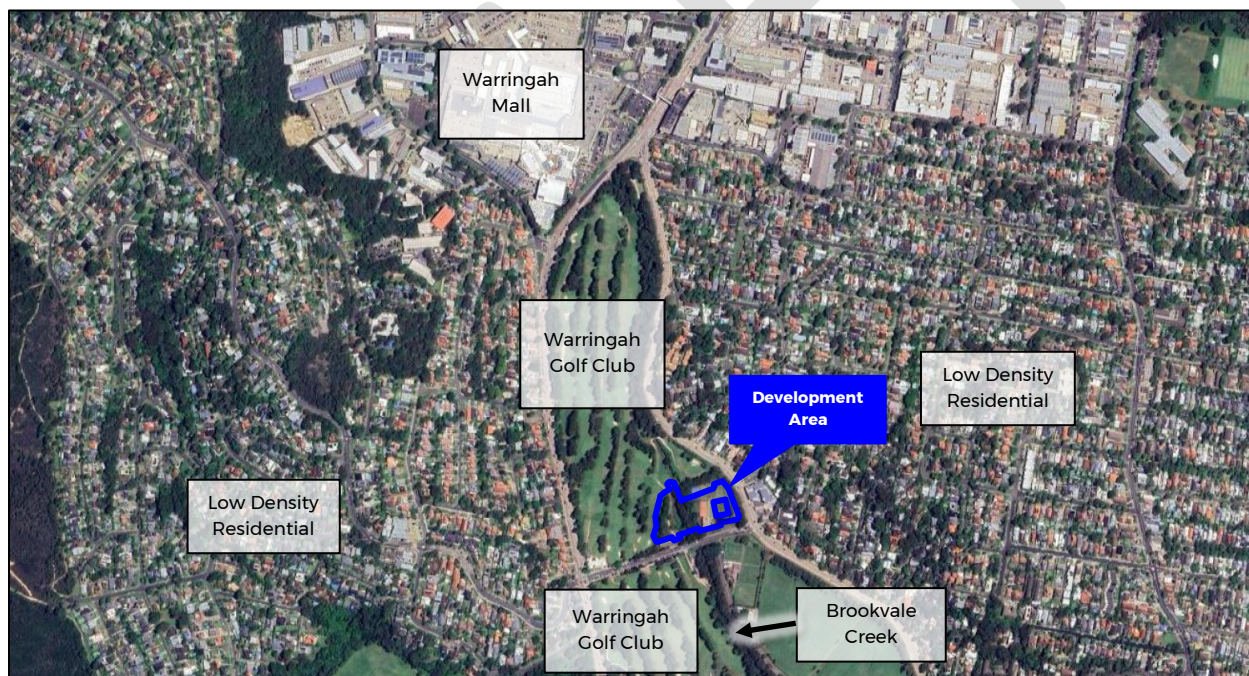 Warringah
Mall
Warringah
Golf Club
Development
Area
Low Density
Residential
Low Density
Residential
Warringah
Golf Club
Brookvale
Creek